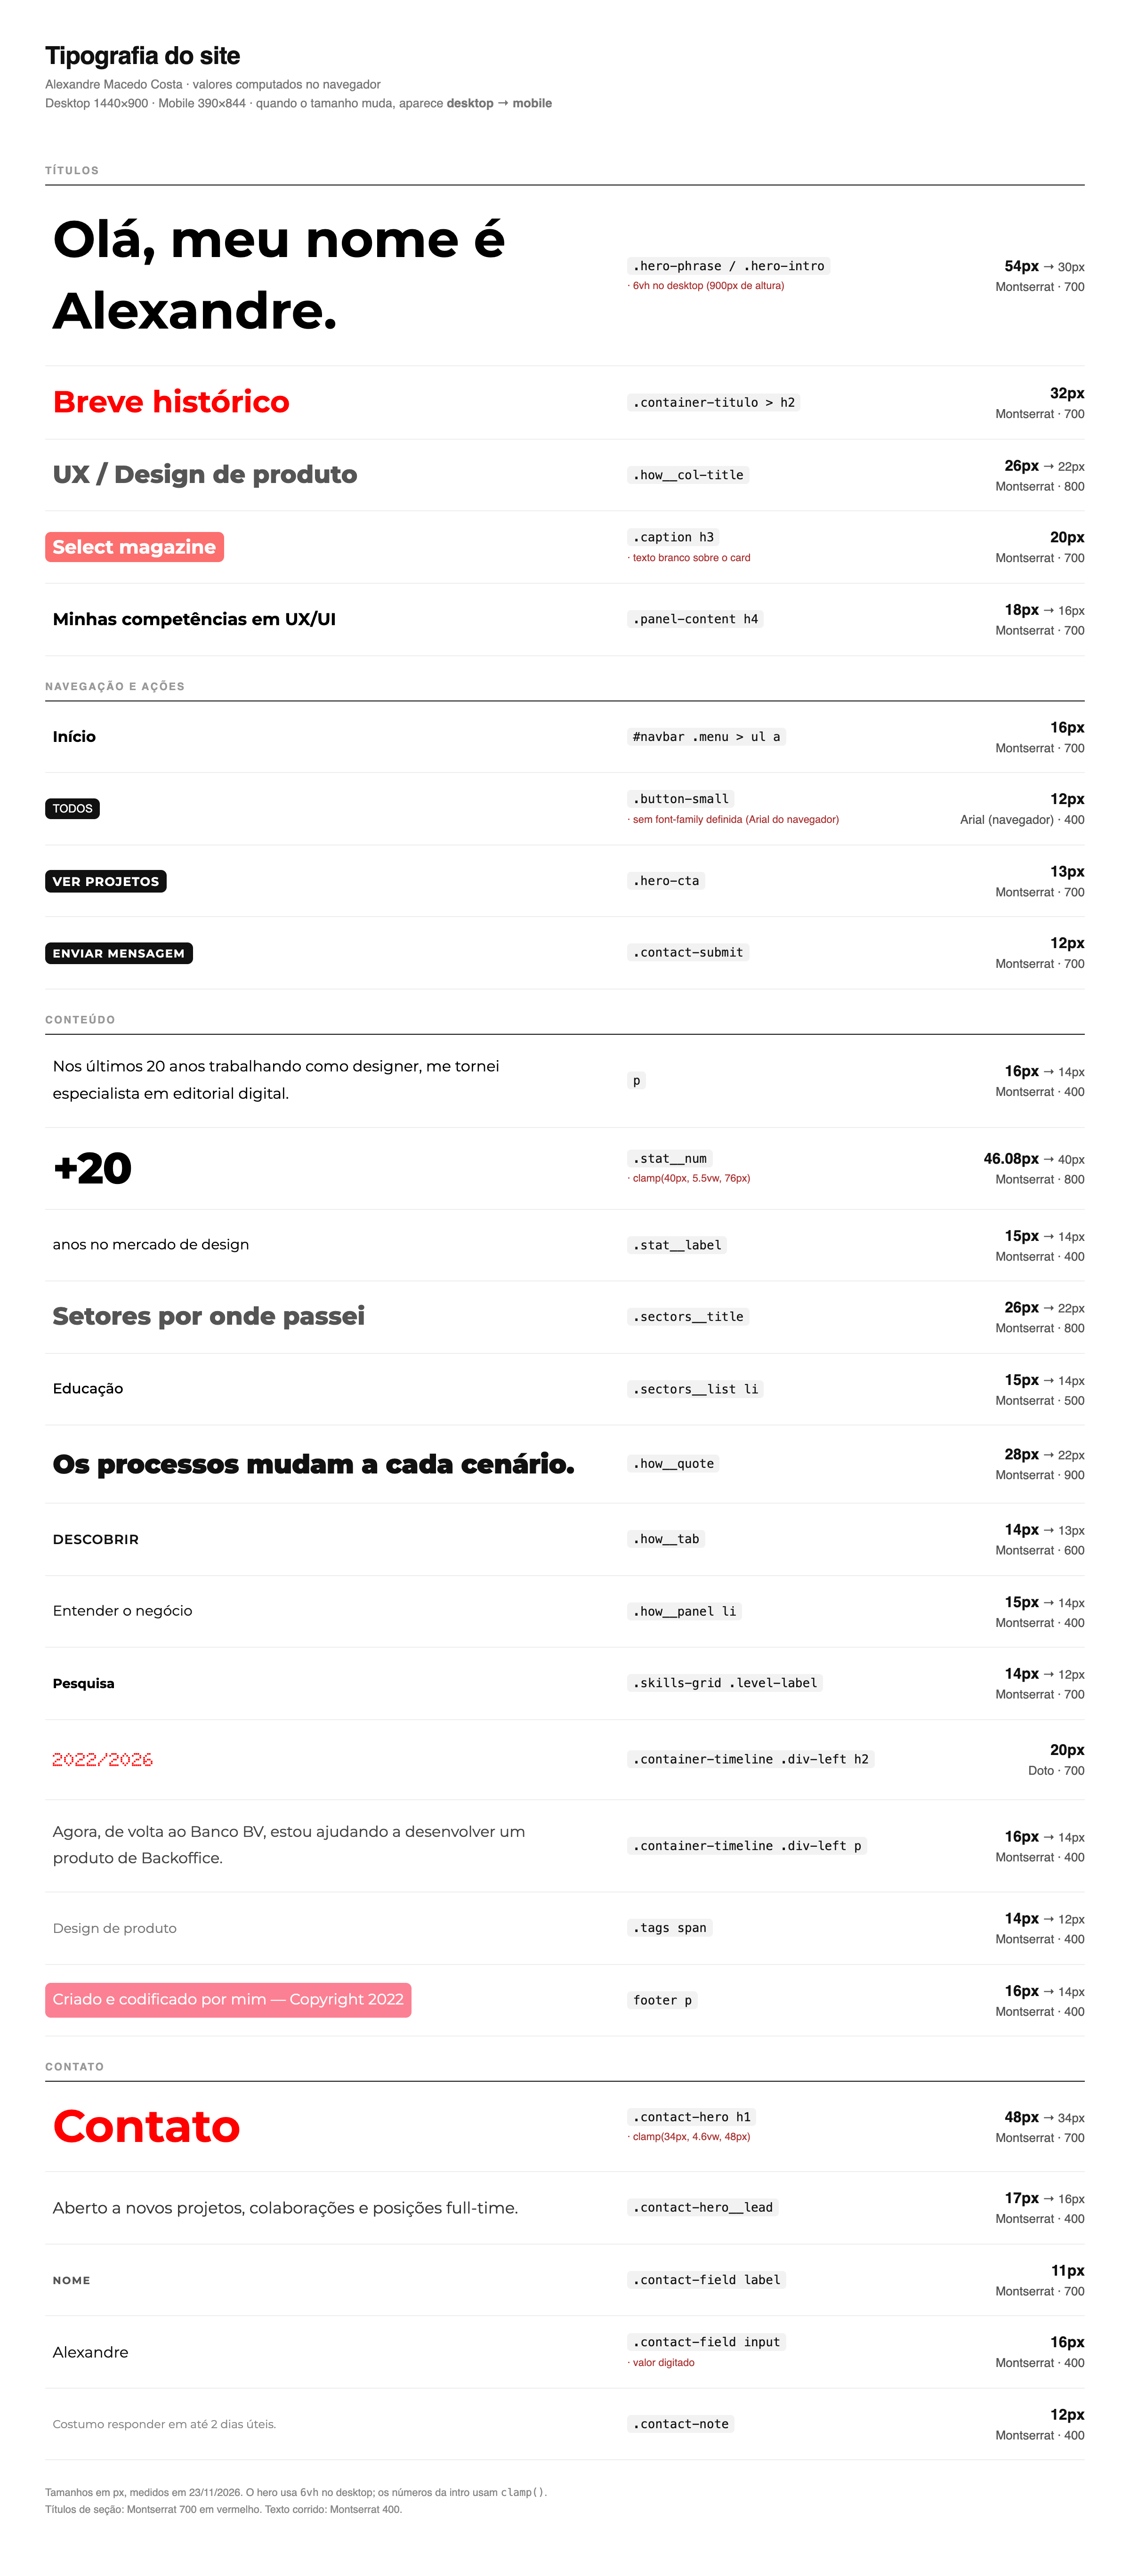 Tipografia do site
Alexandre Macedo Costa · valores computados no navegador
Desktop 1440×900 · Mobile 390×844 · quando o tamanho muda, aparece desktop → mobile
TÍTULOS
Olá, meu nome é
Alexandre.
.hero-phrase / .hero-intro
· 6vh no desktop (900px de altura)
54px → 30px
Montserrat · 700
Breve histórico
.container-titulo > h2
32px
Montserrat · 700
UX / Design de produto
.how__col-title
26px → 22px
Montserrat · 800
Select magazine
.caption h3
· texto branco sobre o card
20px
Montserrat · 700
Minhas competências em UX/UI
.panel-content h4
18px → 16px
Montserrat · 700
NAVEGAÇÃO E AÇÕES
Início
#navbar .menu > ul a
16px
Montserrat · 700
TODOS
.button-small
· sem font-family definida (Arial do navegador)
12px
Arial (navegador) · 400
VER PROJETOS
.hero-cta
13px
Montserrat · 700
ENVIAR MENSAGEM
.contact-submit
12px
Montserrat · 700
CONTEÚDO
Nos últimos 20 anos trabalhando como designer, me tornei
especialista em editorial digital.
p
16px → 14px
Montserrat · 400
+20
.stat__num
· clamp(40px, 5.5vw, 76px)
46.08px → 40px
Montserrat · 800
anos no mercado de design
.stat__label
15px → 14px
Montserrat · 400
Setores por onde passei
.sectors__title
26px → 22px
Montserrat · 800
Educação
.sectors__list li
15px → 14px
Montserrat · 500
Os processos mudam a cada cenário.
.how__quote
28px → 22px
Montserrat · 900
DESCOBRIR
.how__tab
14px → 13px
Montserrat · 600
Entender o negócio
.how__panel li
15px → 14px
Montserrat · 400
Pesquisa
.skills-grid .level-label
14px → 12px
Montserrat · 700
2022/2026
.container-timeline .div-left h2
20px
Doto · 700
Agora, de volta ao Banco BV, estou ajudando a desenvolver um
produto de Backoffice.
.container-timeline .div-left p
16px → 14px
Montserrat · 400
Design de produto
.tags span
14px → 12px
Montserrat · 400
Criado e codificado por mim — Copyright 2022
footer p
16px → 14px
Montserrat · 400
CONTATO
Contato
.contact-hero h1
· clamp(34px, 4.6vw, 48px)
48px → 34px
Montserrat · 700
Aberto a novos projetos, colaborações e posições full-time.
.contact-hero__lead
17px → 16px
Montserrat · 400
NOME
.contact-field label
11px
Montserrat · 700
Alexandre
.contact-field input
· valor digitado
16px
Montserrat · 400
Costumo responder em até 2 dias úteis.
.contact-note
12px
Montserrat · 400
Tamanhos em px, medidos em 23/11/2026. O hero usa 6vh no desktop; os números da intro usam clamp().
Títulos de seção: Montserrat 700 em vermelho. Texto corrido: Montserrat 400.